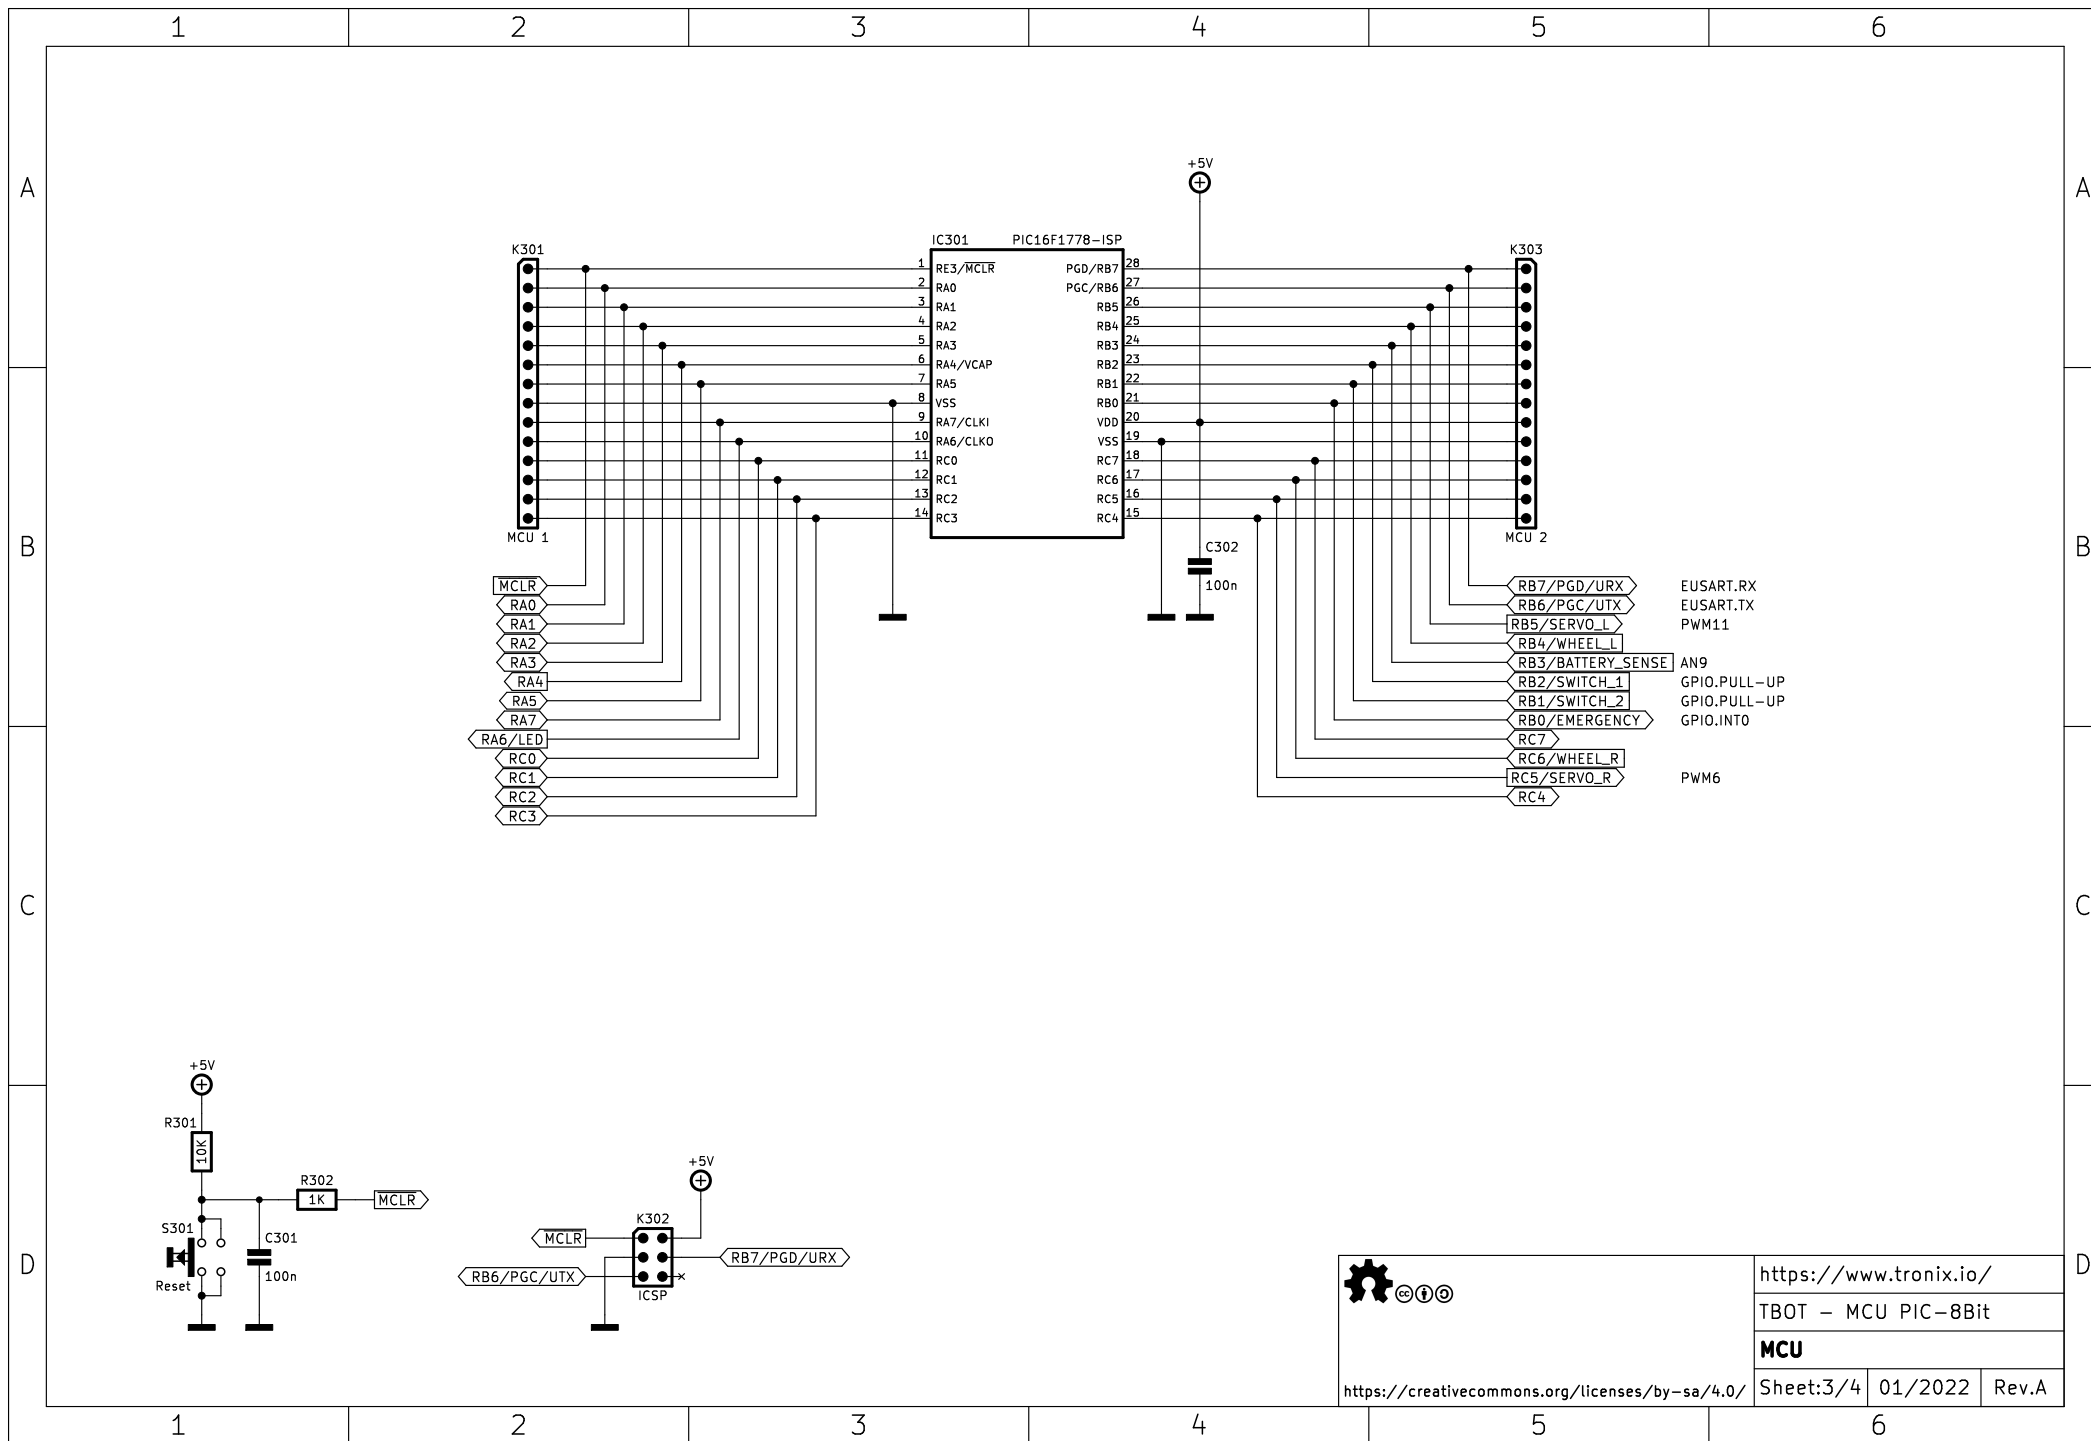 1 2 3 4 5 6
A A
+5V
K301 IC301 PIC16F1778-ISP K303
1 RE3/MCLR PGD/RB7 28
2 RA0 PGC/RB6 27
3 RA1 RB5 26
4 RA2 RB4 25
5 RA3 RB3 24
6 RA4/VCAP RB2 23
7 RA5 RB1 22
8 VSS RB0 21
9 RA7/CLKI VDD 20
10 RA6/CLKO VSS 19
11 RC0 RC7 18
12 RC1 RC6 17
13 RC2 RC5 16
14 RC3 RC4 15
MCU 1 MCU 2
B B
C302
100n
MCLR RB7/PGD/URX EUSART.RX
RA0 RB6/PGC/UTX EUSART.TX
RA1 RB5/SERVO_L PWM11
RA2 RB4/WHEEL_L
RA3 RB3/BATTERY_SENSE AN9
RA4 RB2/SWITCH_1 GPIO.PULL-UP
RA5 RB1/SWITCH_2 GPIO.PULL-UP
RA7 RB0/EMERGENCY GPIO.INT0
RA6/LED RC7
RC0 RC6/WHEEL_R
RC1 RC5/SERVO_R PWM6
RC2 RC4
RC3
C C
+5V
R301
10K
R302
1K
MCLR
S301
Reset
C301
100n
+5V
K302
MCLR
RB7/PGD/URX
RB6/PGC/UTX
ICSP
D D
cc
https://creativecommons.org/licenses/by-sa/4.0/
https://www.tronix.io/
TBOT - MCU PIC-8Bit
MCU
Sheet:3/4 01/2022 Rev.A
1 2 3 4 5 6